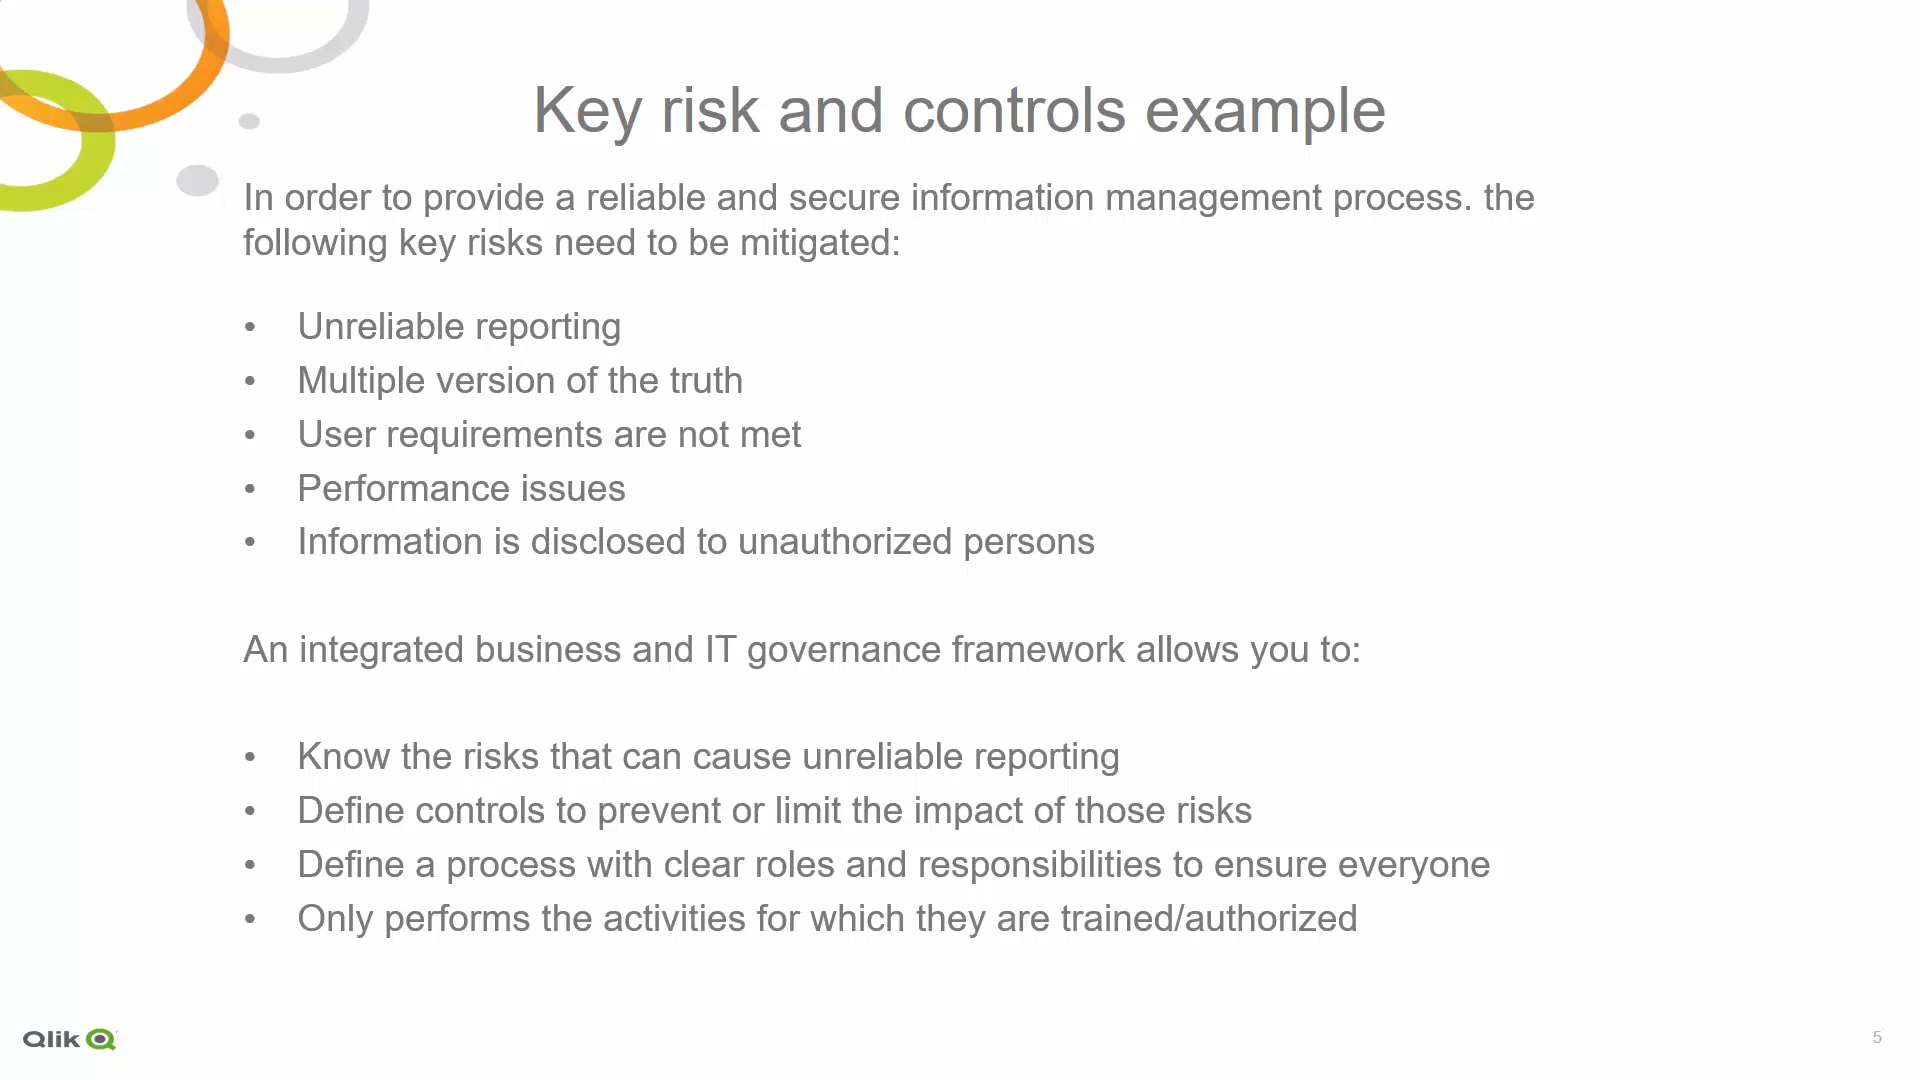 Key risk and controls example
In order to provide a reliable and secure information management process. the
following key risks need to be mitigated:
• Unreliable reporting
• Multiple version of the truth
• User requirements are not met
• Performance issues
• Information is disclosed to unauthorized persons
An integrated business and IT governance framework allows you to:
• Know the risks that can cause unreliable reporting
• Define controls to prevent or limit the impact of those risks
• Define a process with clear roles and responsibilities to ensure everyone
• Only performs the activities for which they are trained/authorized
Qlik
5